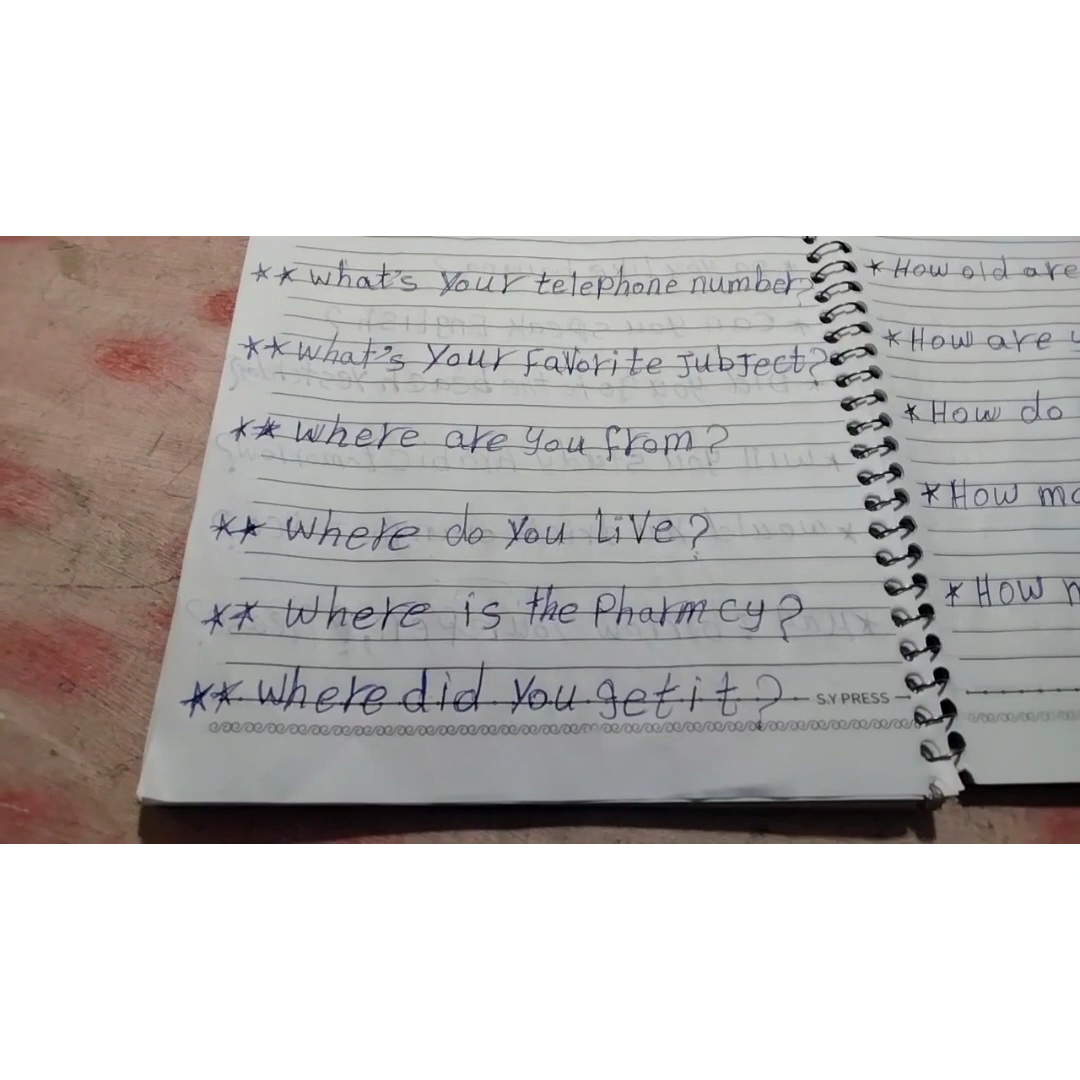 ** what's your telephone number?
** what's your favorite subject?
** where are you from?
** where do you live?
** where is the Pharmcy?
** where did you get it?
S.Y PRESS
* How old are
* How are y
* How do
* How
* How